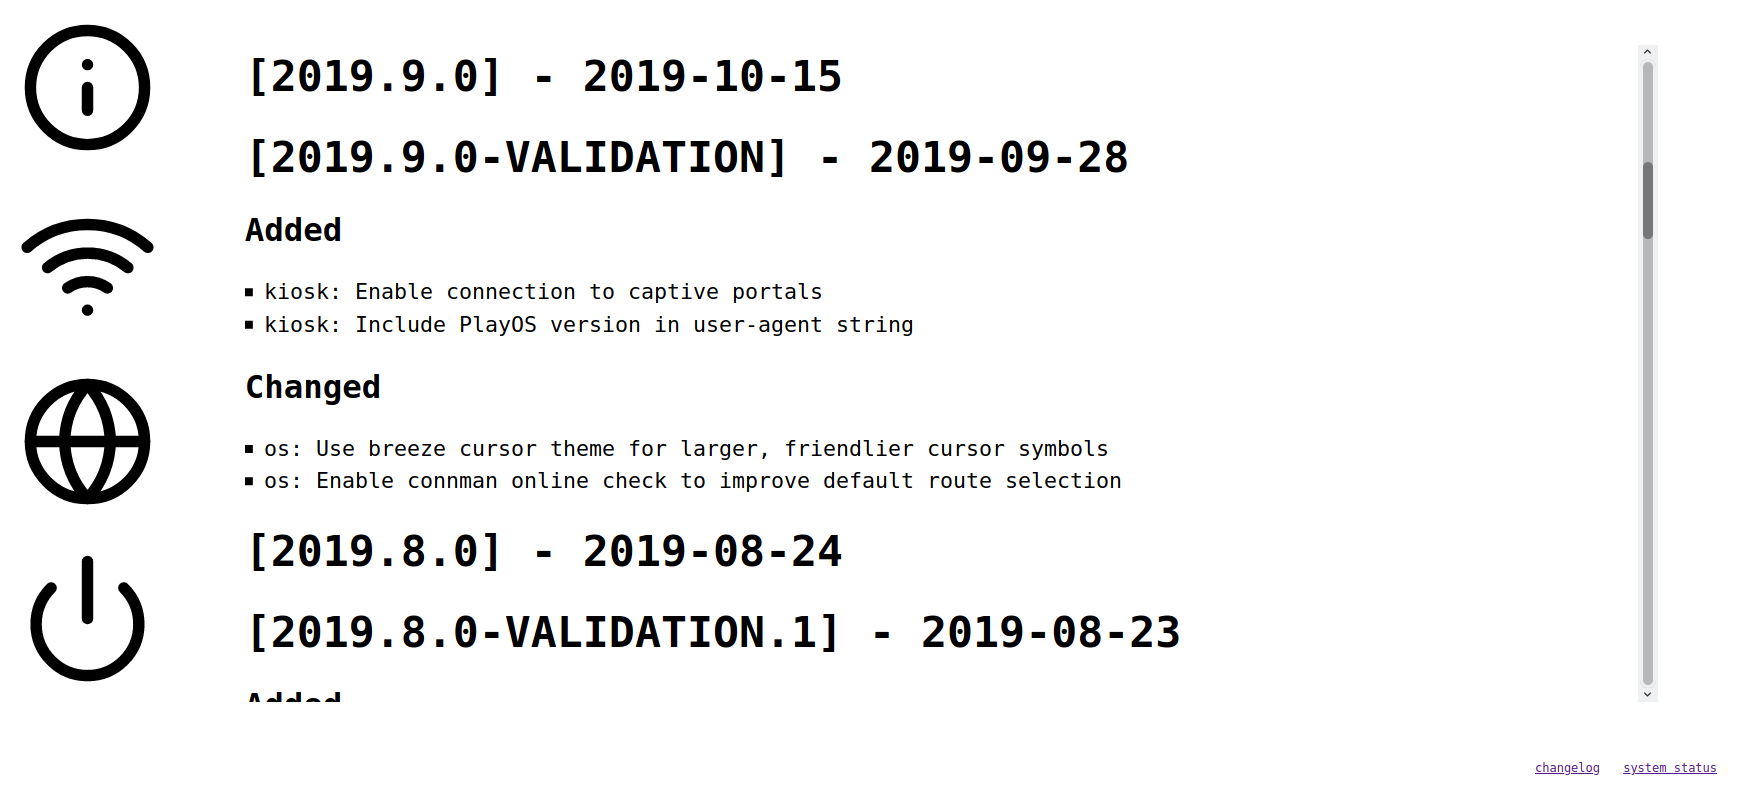 [2019.9.0] - 2019-10-15
[2019.9.0-VALIDATION] - 2019-09-28
Added
▪ kiosk: Enable connection to captive portals
▪ kiosk: Include PlayOS version in user-agent string
Changed
▪ os: Use breeze cursor theme for larger, friendlier cursor symbols
▪ os: Enable connman online check to improve default route selection
[2019.8.0] - 2019-08-24
[2019.8.0-VALIDATION.1] - 2019-08-23
Added
changelog system status